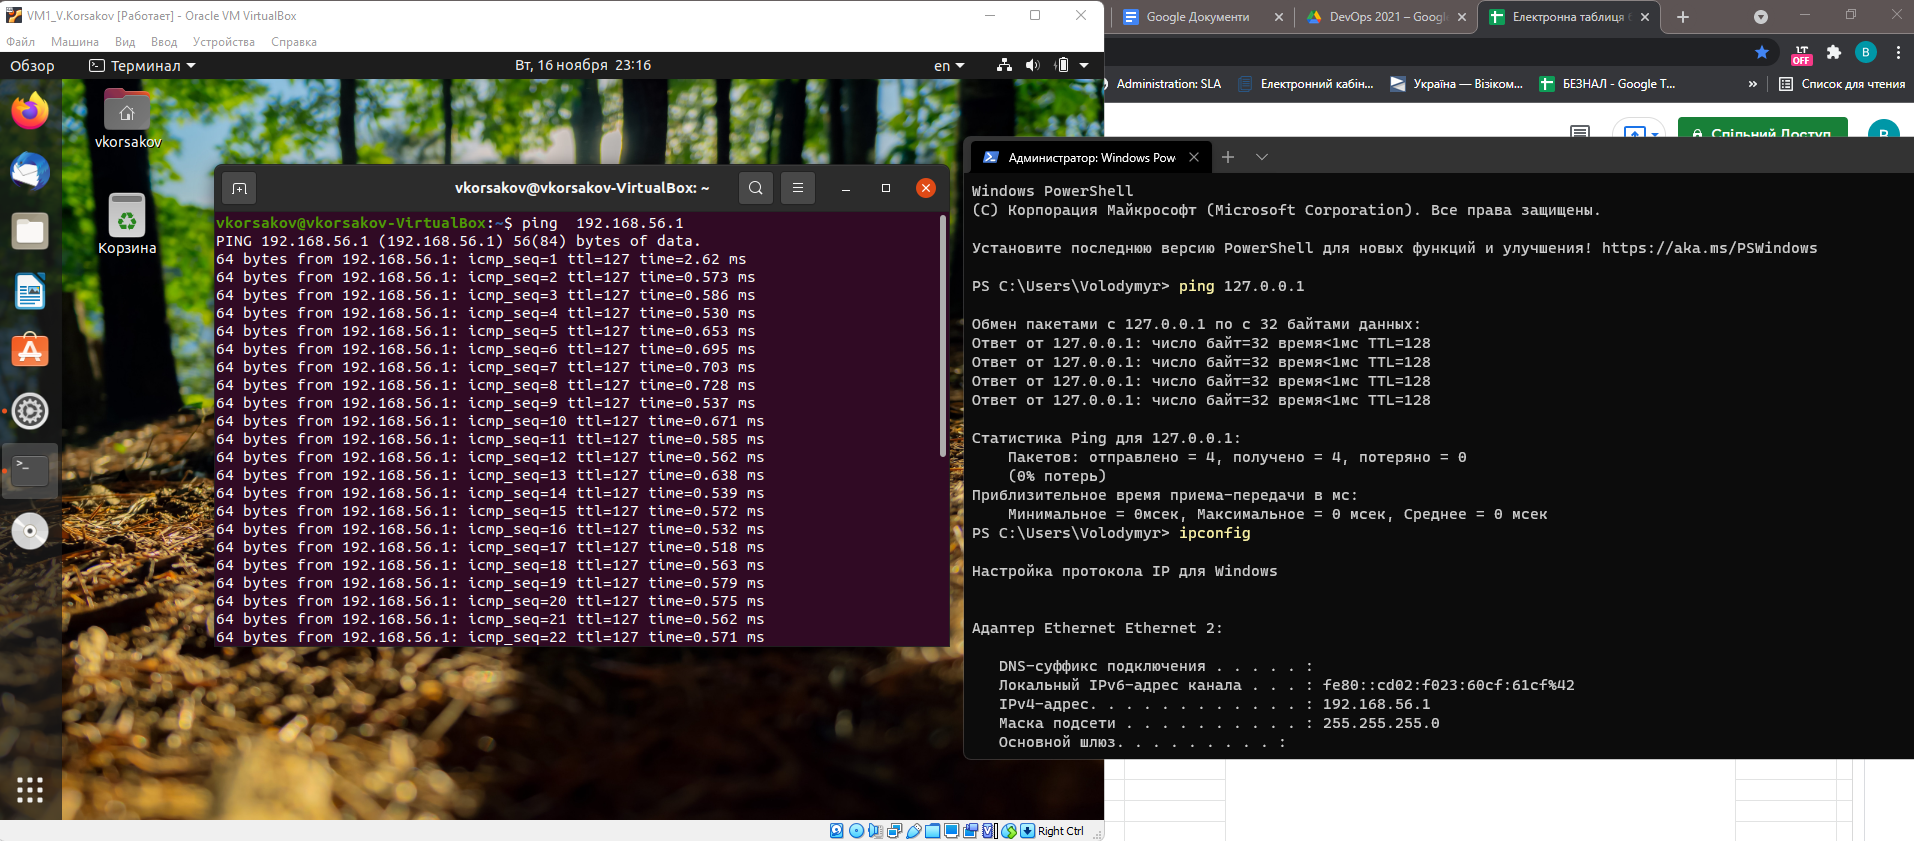 VM1_V.Korsakov [Работает] - Oracle VM VirtualBox
Файл Машина Вид Ввод Устройства Справка
Обзор Терминал Вт, 16 ноября 23:16 en
vkorsakov
Корзина
vkorsakov@vkorsakov-VirtualBox: ~
vkorsakov@vkorsakov-VirtualBox:~$ ping  192.168.56.1
PING 192.168.56.1 (192.168.56.1) 56(84) bytes of data.
64 bytes from 192.168.56.1: icmp_seq=1 ttl=127 time=2.62 ms
64 bytes from 192.168.56.1: icmp_seq=2 ttl=127 time=0.573 ms
64 bytes from 192.168.56.1: icmp_seq=3 ttl=127 time=0.586 ms
64 bytes from 192.168.56.1: icmp_seq=4 ttl=127 time=0.530 ms
64 bytes from 192.168.56.1: icmp_seq=5 ttl=127 time=0.653 ms
64 bytes from 192.168.56.1: icmp_seq=6 ttl=127 time=0.695 ms
64 bytes from 192.168.56.1: icmp_seq=7 ttl=127 time=0.703 ms
64 bytes from 192.168.56.1: icmp_seq=8 ttl=127 time=0.728 ms
64 bytes from 192.168.56.1: icmp_seq=9 ttl=127 time=0.537 ms
64 bytes from 192.168.56.1: icmp_seq=10 ttl=127 time=0.671 ms
64 bytes from 192.168.56.1: icmp_seq=11 ttl=127 time=0.585 ms
64 bytes from 192.168.56.1: icmp_seq=12 ttl=127 time=0.562 ms
64 bytes from 192.168.56.1: icmp_seq=13 ttl=127 time=0.638 ms
64 bytes from 192.168.56.1: icmp_seq=14 ttl=127 time=0.539 ms
64 bytes from 192.168.56.1: icmp_seq=15 ttl=127 time=0.572 ms
64 bytes from 192.168.56.1: icmp_seq=16 ttl=127 time=0.532 ms
64 bytes from 192.168.56.1: icmp_seq=17 ttl=127 time=0.518 ms
64 bytes from 192.168.56.1: icmp_seq=18 ttl=127 time=0.563 ms
64 bytes from 192.168.56.1: icmp_seq=19 ttl=127 time=0.579 ms
64 bytes from 192.168.56.1: icmp_seq=20 ttl=127 time=0.575 ms
64 bytes from 192.168.56.1: icmp_seq=21 ttl=127 time=0.562 ms
64 bytes from 192.168.56.1: icmp_seq=22 ttl=127 time=0.571 ms
Right Ctrl
Google Документи DevOps 2021 – Googl Електронна таблиця
LT OFF B
Administration: SLA Електронний кабін... Україна — Візіком... БЕЗНАЛ - Google Т... » Список для чтения
Спільний Доступ B
Администратор: Windows Pow
Windows PowerShell
(C) Корпорация Майкрософт (Microsoft Corporation). Все права защищены.
Установите последнюю версию PowerShell для новых функций и улучшения! https://aka.ms/PSWindows
PS C:\Users\Volodymyr> ping 127.0.0.1
Обмен пакетами с 127.0.0.1 по с 32 байтами данных:
Ответ от 127.0.0.1: число байт=32 время<1мс TTL=128
Ответ от 127.0.0.1: число байт=32 время<1мс TTL=128
Ответ от 127.0.0.1: число байт=32 время<1мс TTL=128
Ответ от 127.0.0.1: число байт=32 время<1мс TTL=128
Статистика Ping для 127.0.0.1:
Пакетов: отправлено = 4, получено = 4, потеряно = 0
(0% потерь)
Приблизительное время приема-передачи в мс:
Минимальное = 0мсек, Максимальное = 0 мсек, Среднее = 0 мсек
PS C:\Users\Volodymyr> ipconfig
Настройка протокола IP для Windows
Адаптер Ethernet Ethernet 2:
DNS-суффикс подключения . . . . . :
Локальный IPv6-адрес канала . . . : fe80::cd02:f023:60cf:61cf%42
IPv4-адрес. . . . . . . . . . . . : 192.168.56.1
Маска подсети . . . . . . . . . . : 255.255.255.0
Основной шлюз. . . . . . . . . :